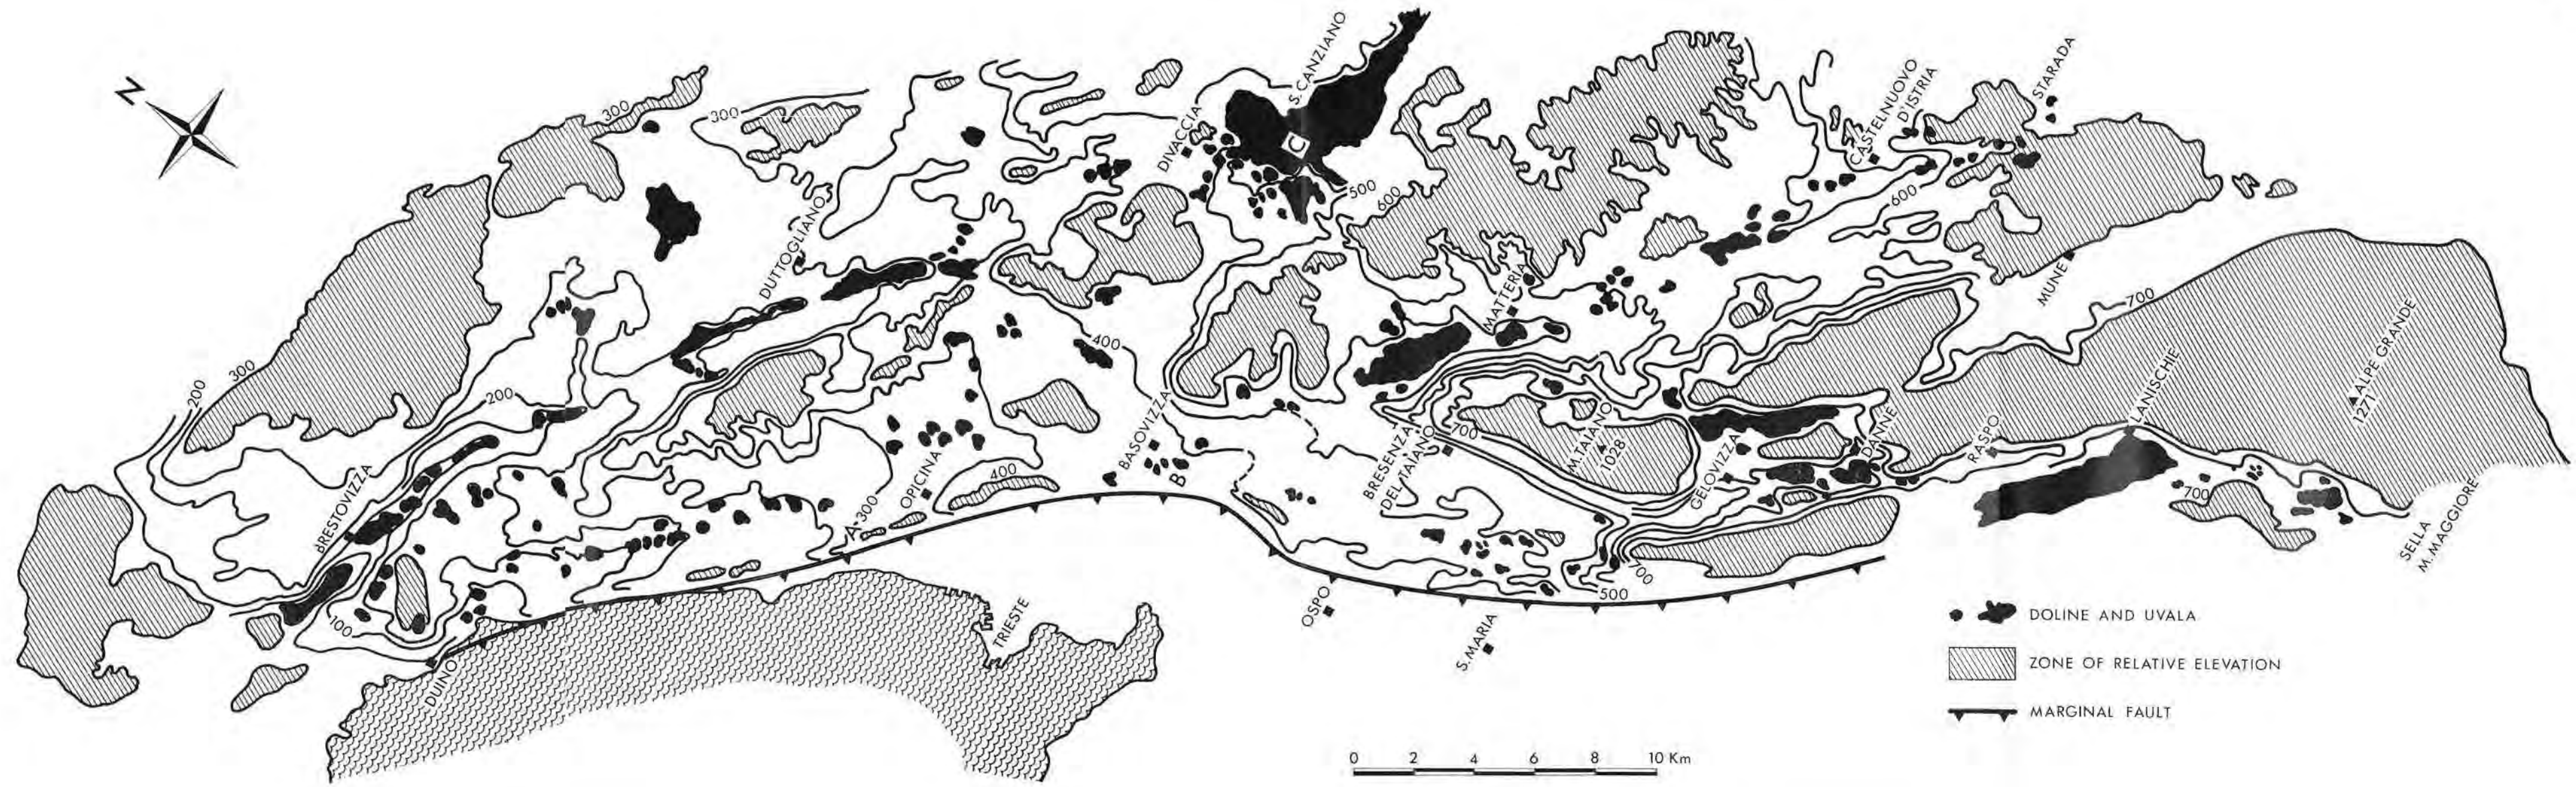 N
300
300
DIVACCIA
S. CANZIANO
C
500
600
CASTELNUOVO
D'ISTRIA
STARADA
600
DUTTOGLIANO
MATTERIA
MUNE
700
200
300
200
400
BASOVIZZA
B
BRESTOVIZZA
OPICINA
400
A
300
BRESENZA
DEL TAIANO
700
M. TAIANO
1028
GELOVIZZA
DANNE
RASPO
LANISCHE
ALPE GRANDE
1271
700
SELLA
M. MAGGIORE
100
DUINO
TRIESTE
OSPO
S. MARIA
700
500
DOLINE AND UVALA
ZONE OF RELATIVE ELEVATION
MARGINAL FAULT
0 2 4 6 8 10 Km